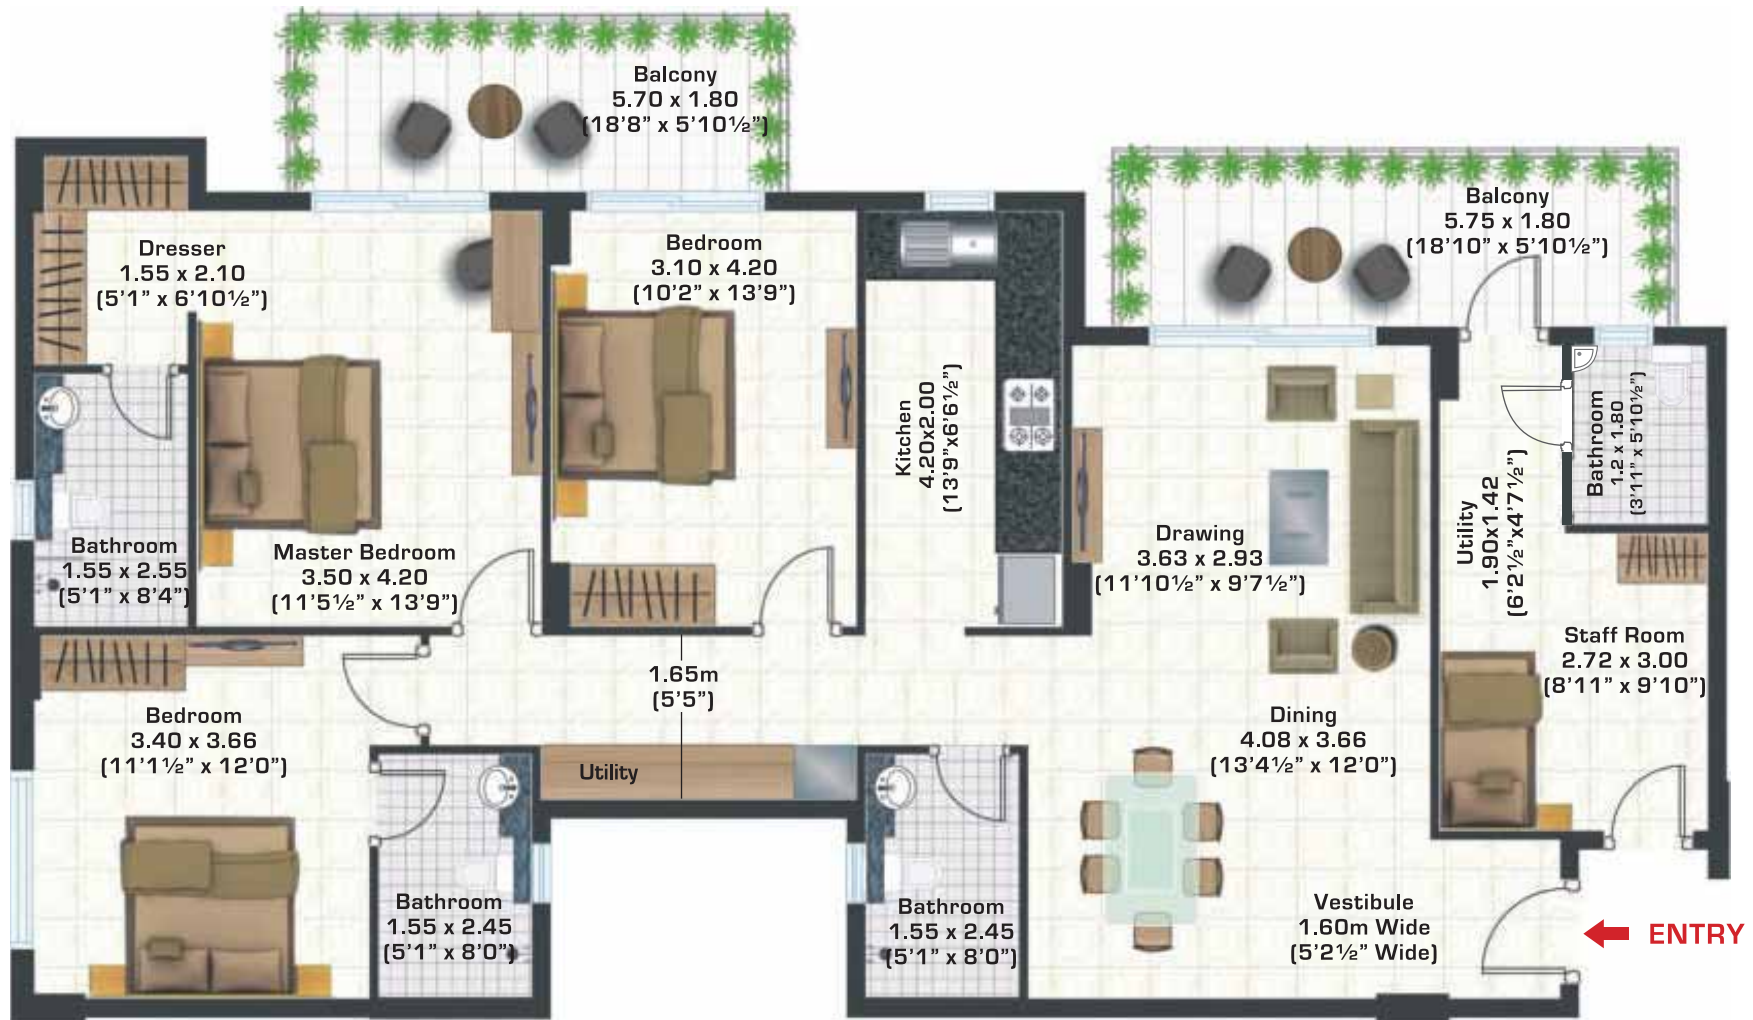 Balcony
5.70 x 1.80
(18'8" x 5'10½")
Balcony
5.75 x 1.80
(18'10" x 5'10½")
Dresser
1.55 x 2.10
(5'1" x 6'10½")
Bedroom
3.10 x 4.20
(10'2" x 13'9")
Kitchen
4.20x2.00
(13'9"x6'6½")
Bathroom
1.2 x 1.80
(3'11" x 5'10½")
Utility
1.90x1.42
(6'2½"x4'7½")
Drawing
3.63 x 2.93
(11'10½" x 9'7½")
Bathroom
1.55 x 2.55
(5'1" x 8'4")
Master Bedroom
3.50 x 4.20
(11'5½" x 13'9")
Staff Room
2.72 x 3.00
(8'11" x 9'10")
1.65m
(5'5")
Bedroom
3.40 x 3.66
(11'1½" x 12'0")
Dining
4.08 x 3.66
(13'4½" x 12'0")
Utility
Bathroom
1.55 x 2.45
(5'1" x 8'0")
Bathroom
1.55 x 2.45
(5'1" x 8'0")
Vestibule
1.60m Wide
(5'2½" Wide)
ENTRY